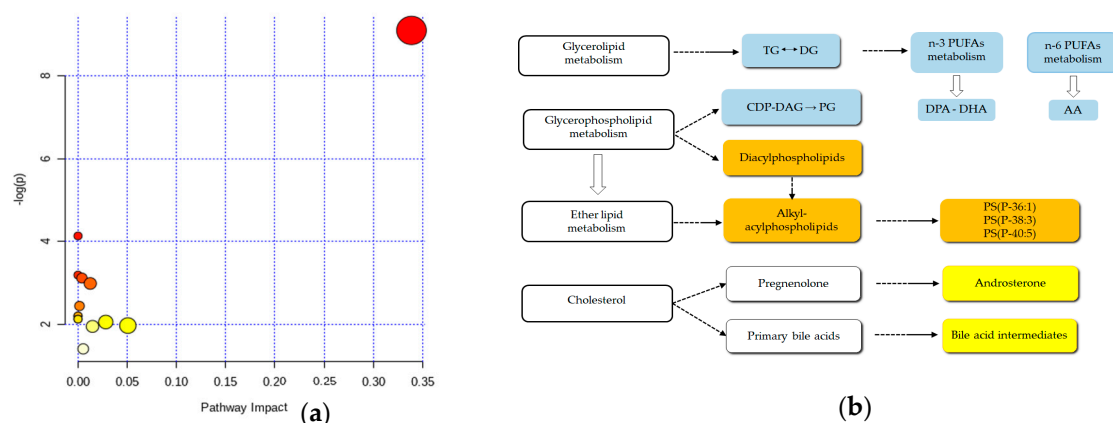 8
6
4
2
-log(p)
0.00 0.05 0.10 0.15 0.20 0.25 0.30 0.35
Pathway Impact
(a)
Glycerolipid
metabolism
TG ↔ DG
n-3 PUFAs
metabolism
n-6 PUFAs
metabolism
DPA - DHA
AA
Glycerophospholipid
metabolism
CDP-DAG → PG
Diacylphospholipids
Ether lipid
metabolism
Alkyl-
acylphospholipids
PS(P-36:1)
PS(P-38:3)
PS(P-40:5)
Cholesterol
Pregnenolone
Androsterone
Primary bile acids
Bile acid intermediates
(b)